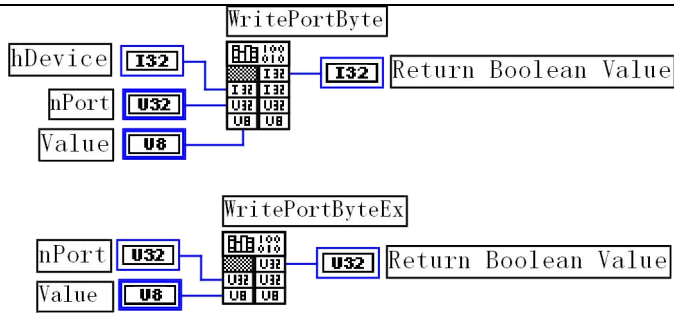 WritePortByte
hDevice I32 I32 Return Boolean Value
I32
nPort U32 I32 I32
U32 U32
Value U8 U8 U8
WritePortByteEx
nPort U32 U32 U32 Return Boolean Value
U32 U32
Value U8 U8 U8